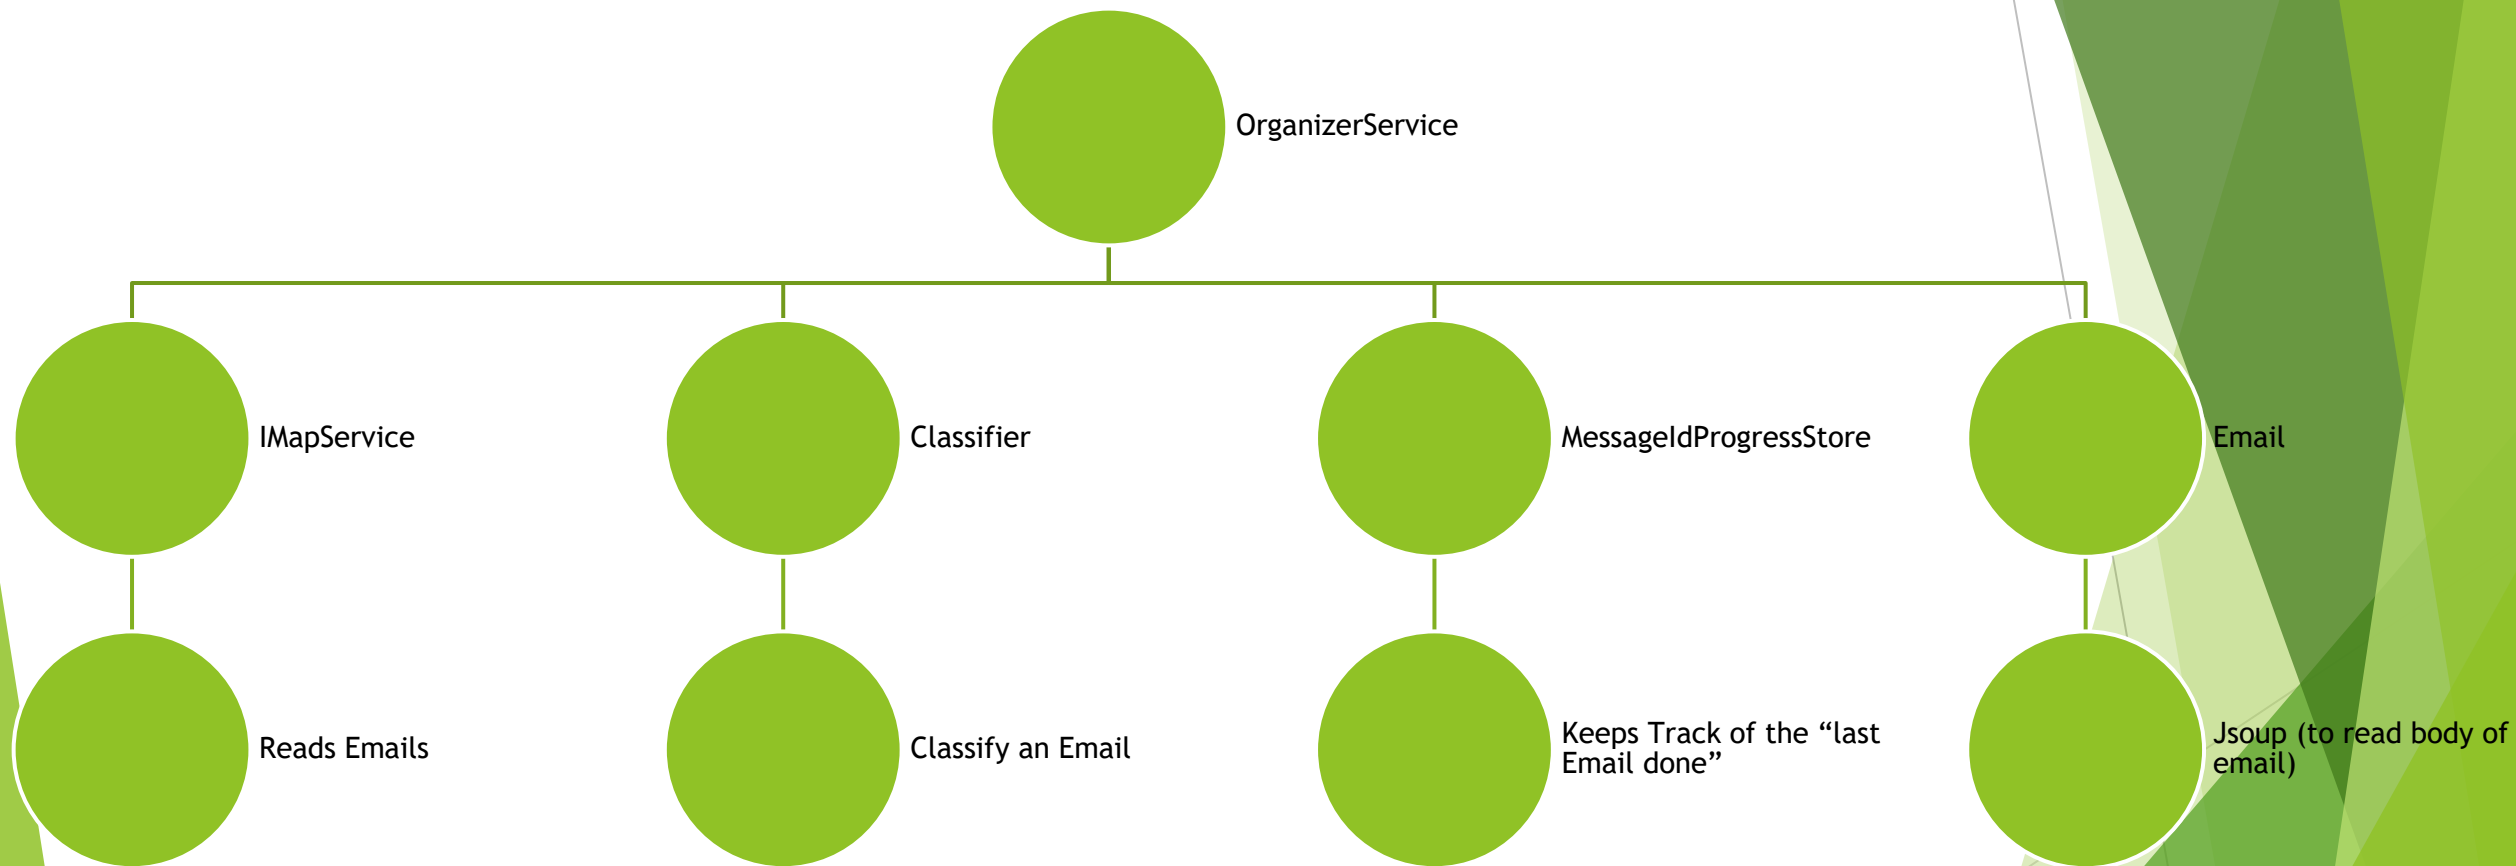 OrganizerService
IMapService
Classifier
MessageIdProgressStore
Email
Reads Emails
Classify an Email
Keeps Track of the “last
Email done”
Jsoup (to read body of
email)